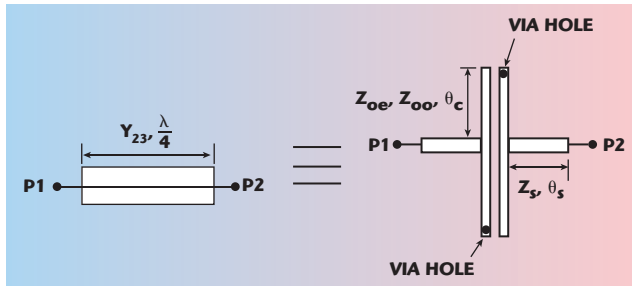 VIA HOLE
Zoe, Zoo, θc
Y23, λ/4
P1
P2
P1
P2
Zs, θs
VIA HOLE